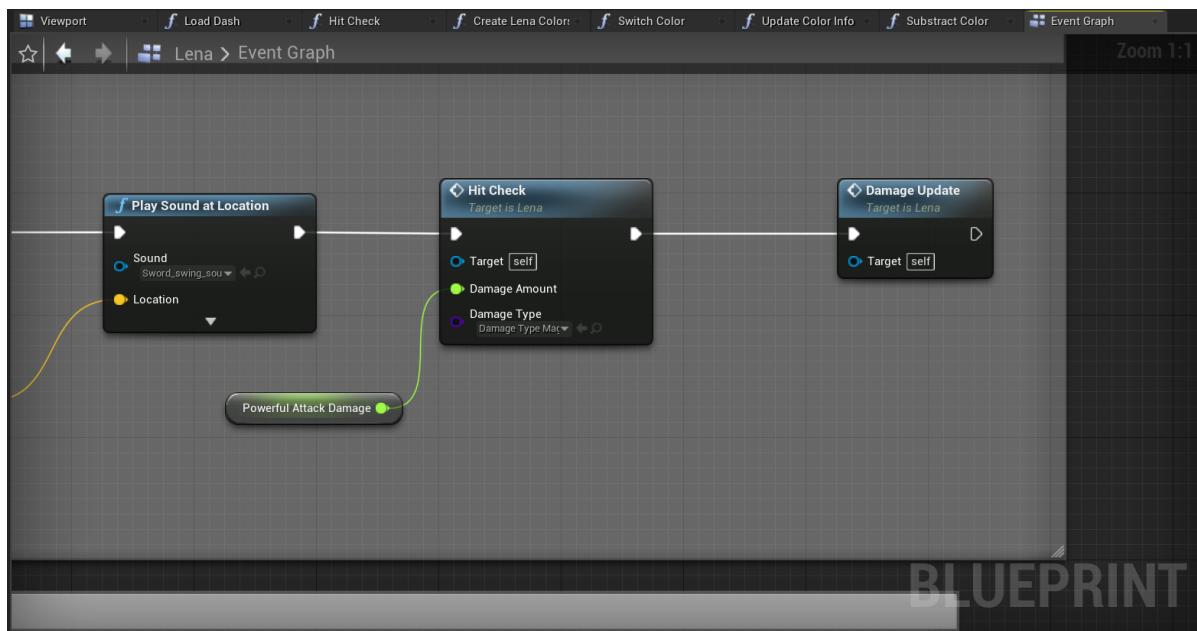 Viewport
Load Dash
Hit Check
Create Lena Color
Switch Color
Update Color Info
Substract Color
Event Graph
Lena > Event Graph
Zoom 1:1
Play Sound at Location
Sound
Sword_swing_sou
Location
Hit Check
Target is Lena
Target self
Damage Amount
Damage Type
Damage Type Mag
Damage Update
Target is Lena
Target self
Powerful Attack Damage
BLUEPRINT